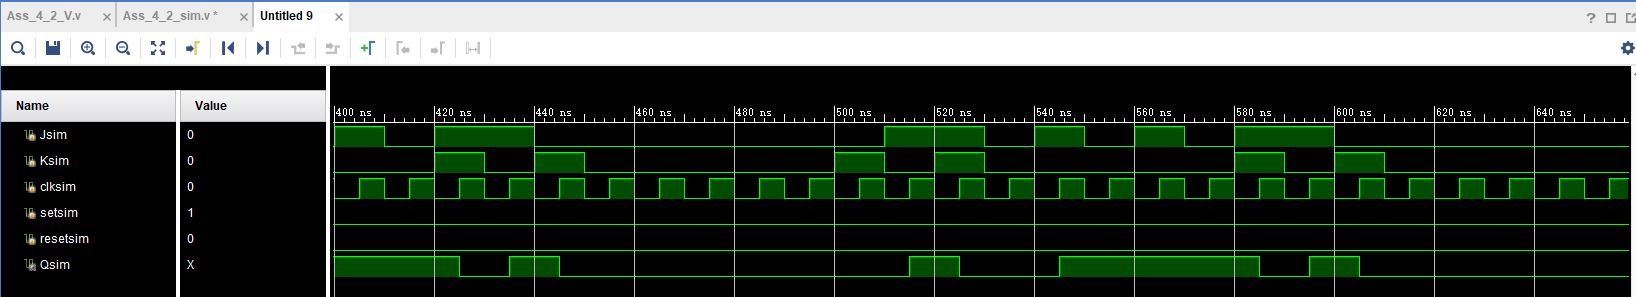 Ass_4_2_V.v × Ass_4_2_sim.v * × Untitled 9 ×
?
Name Value
400 ns 420 ns 440 ns 460 ns 480 ns 500 ns 520 ns 540 ns 560 ns 580 ns 600 ns 620 ns 640 ns
Jsim 0
Ksim 0
clksim 0
setsim 1
resetsim 0
Qsim X